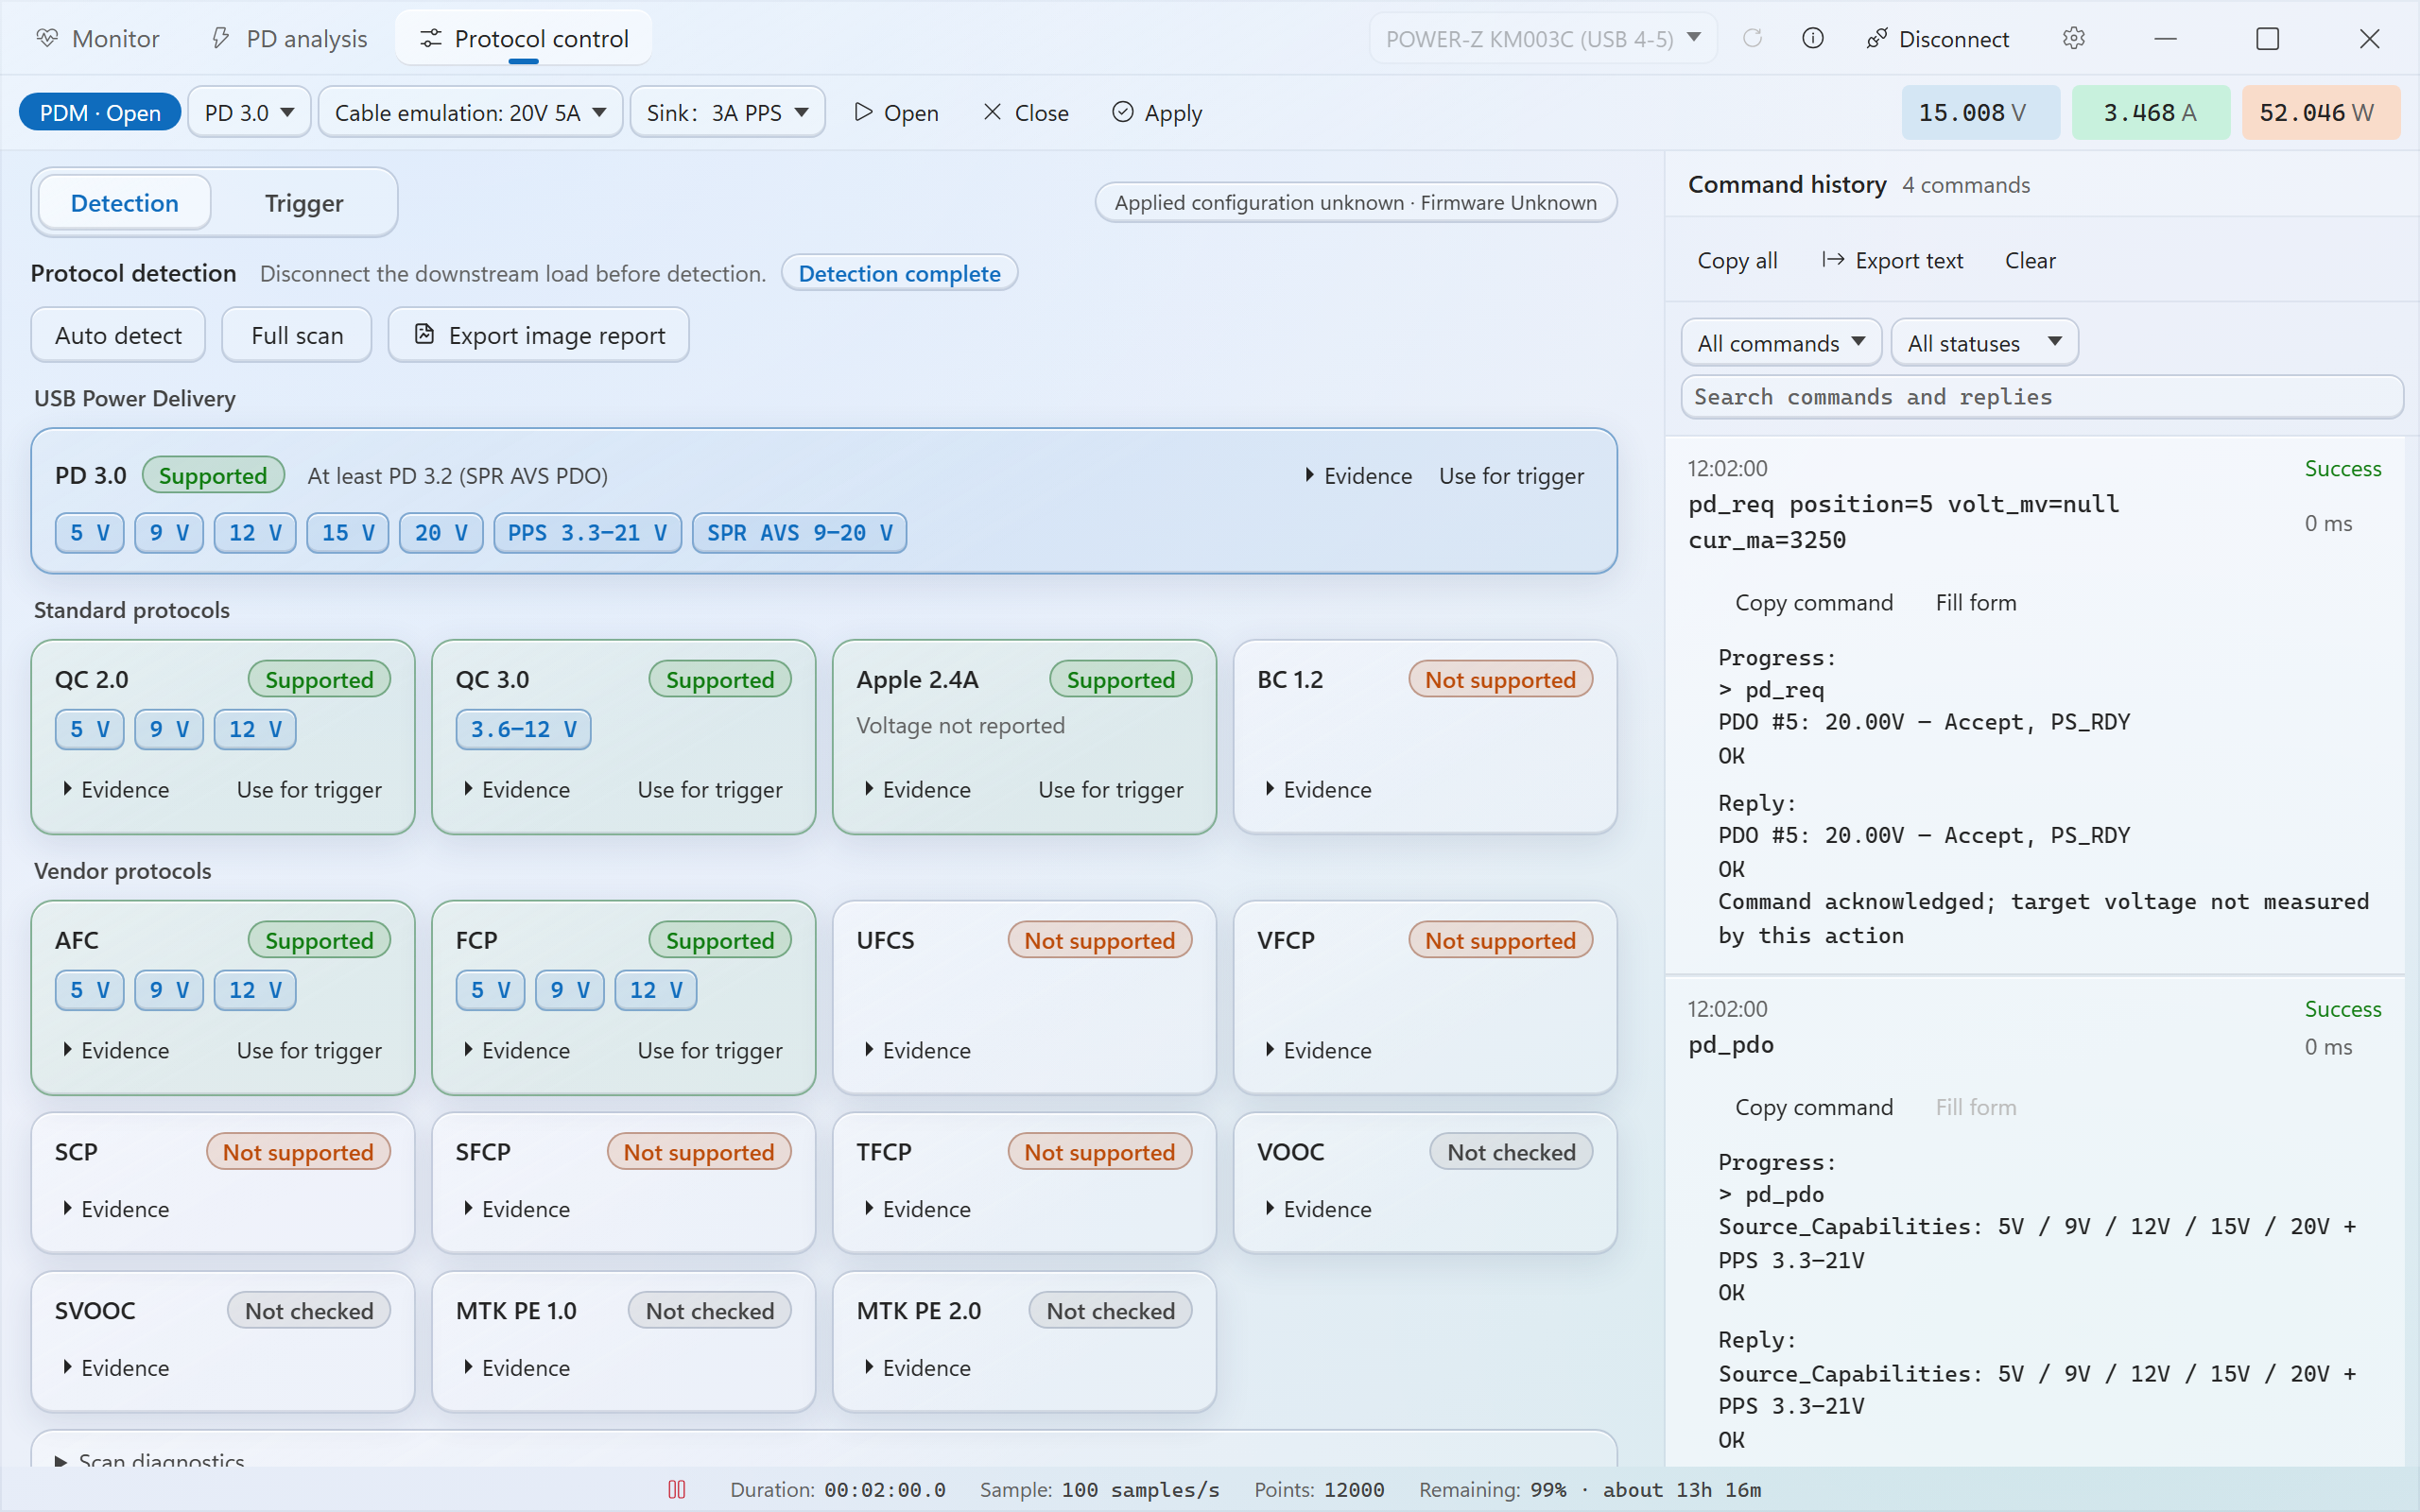 Monitor
PD analysis
Protocol control
POWER-Z KM003C (USB 4-5)
Disconnect
PDM · Open
PD 3.0
Cable emulation: 20V 5A
Sink: 3A PPS
Open
Close
Apply
15.008 V
3.468 A
52.046 W
Detection
Trigger
Applied configuration unknown · Firmware Unknown
Protocol detection
Disconnect the downstream load before detection.
Detection complete
Auto detect
Full scan
Export image report
USB Power Delivery
PD 3.0
Supported
At least PD 3.2 (SPR AVS PDO)
Evidence
Use for trigger
5 V
9 V
12 V
15 V
20 V
PPS 3.3–21 V
SPR AVS 9–20 V
Standard protocols
QC 2.0
Supported
5 V
9 V
12 V
Evidence
Use for trigger
QC 3.0
Supported
3.6–12 V
Evidence
Use for trigger
Apple 2.4A
Supported
Voltage not reported
Evidence
Use for trigger
BC 1.2
Not supported
Evidence
Vendor protocols
AFC
Supported
5 V
9 V
12 V
Evidence
Use for trigger
FCP
Supported
5 V
9 V
12 V
Evidence
Use for trigger
UFCS
Not supported
Evidence
VFCP
Not supported
Evidence
SCP
Not supported
Evidence
SFCP
Not supported
Evidence
TFCP
Not supported
Evidence
VOOC
Not checked
Evidence
SVOOC
Not checked
Evidence
MTK PE 1.0
Not checked
Evidence
MTK PE 2.0
Not checked
Evidence
Scan diagnostics
Command history
4 commands
Copy all
Export text
Clear
All commands
All statuses
Search commands and replies
12:02:00
Success
pd_req position=5 volt_mv=null
cur_ma=3250
0 ms
Copy command
Fill form
Progress:
> pd_req
PDO #5: 20.00V — Accept, PS_RDY
OK
Reply:
PDO #5: 20.00V — Accept, PS_RDY
OK
Command acknowledged; target voltage not measured
by this action
12:02:00
Success
pd_pdo
0 ms
Copy command
Fill form
Progress:
> pd_pdo
Source_Capabilities: 5V / 9V / 12V / 15V / 20V +
PPS 3.3–21V
OK
Reply:
Source_Capabilities: 5V / 9V / 12V / 15V / 20V +
PPS 3.3–21V
OK
Duration: 00:02:00.0
Sample: 100 samples/s
Points: 12000
Remaining: 99% · about 13h 16m